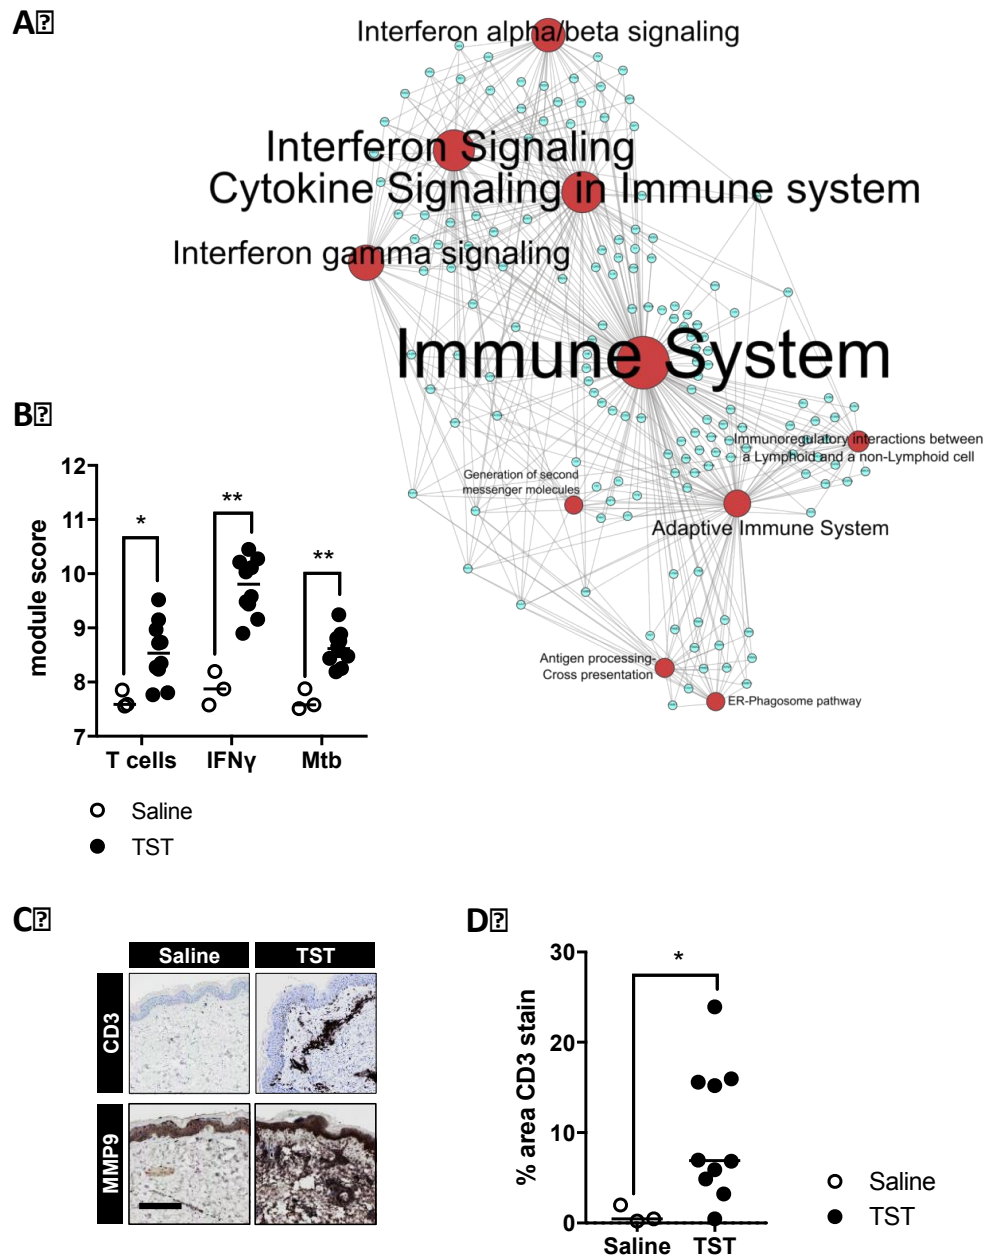 A
Interferon alpha/beta signaling
Interferon Signaling
Cytokine Signaling in Immune system
Interferon gamma signaling
Immune System
Immunoregulatory interactions between
a Lymphoid and a non-Lymphoid cell
Generation of second
messenger molecules
Adaptive Immune System
Antigen processing-
Cross presentation
ER-Phagosome pathway
B
module score
12
11
10
9
8
7
*
**
**
T cells IFNγ Mtb
Saline
TST
C
Saline TST
CD3
MMP9
D
% area CD3 stain
30
20
10
0
*
Saline TST
Saline
TST